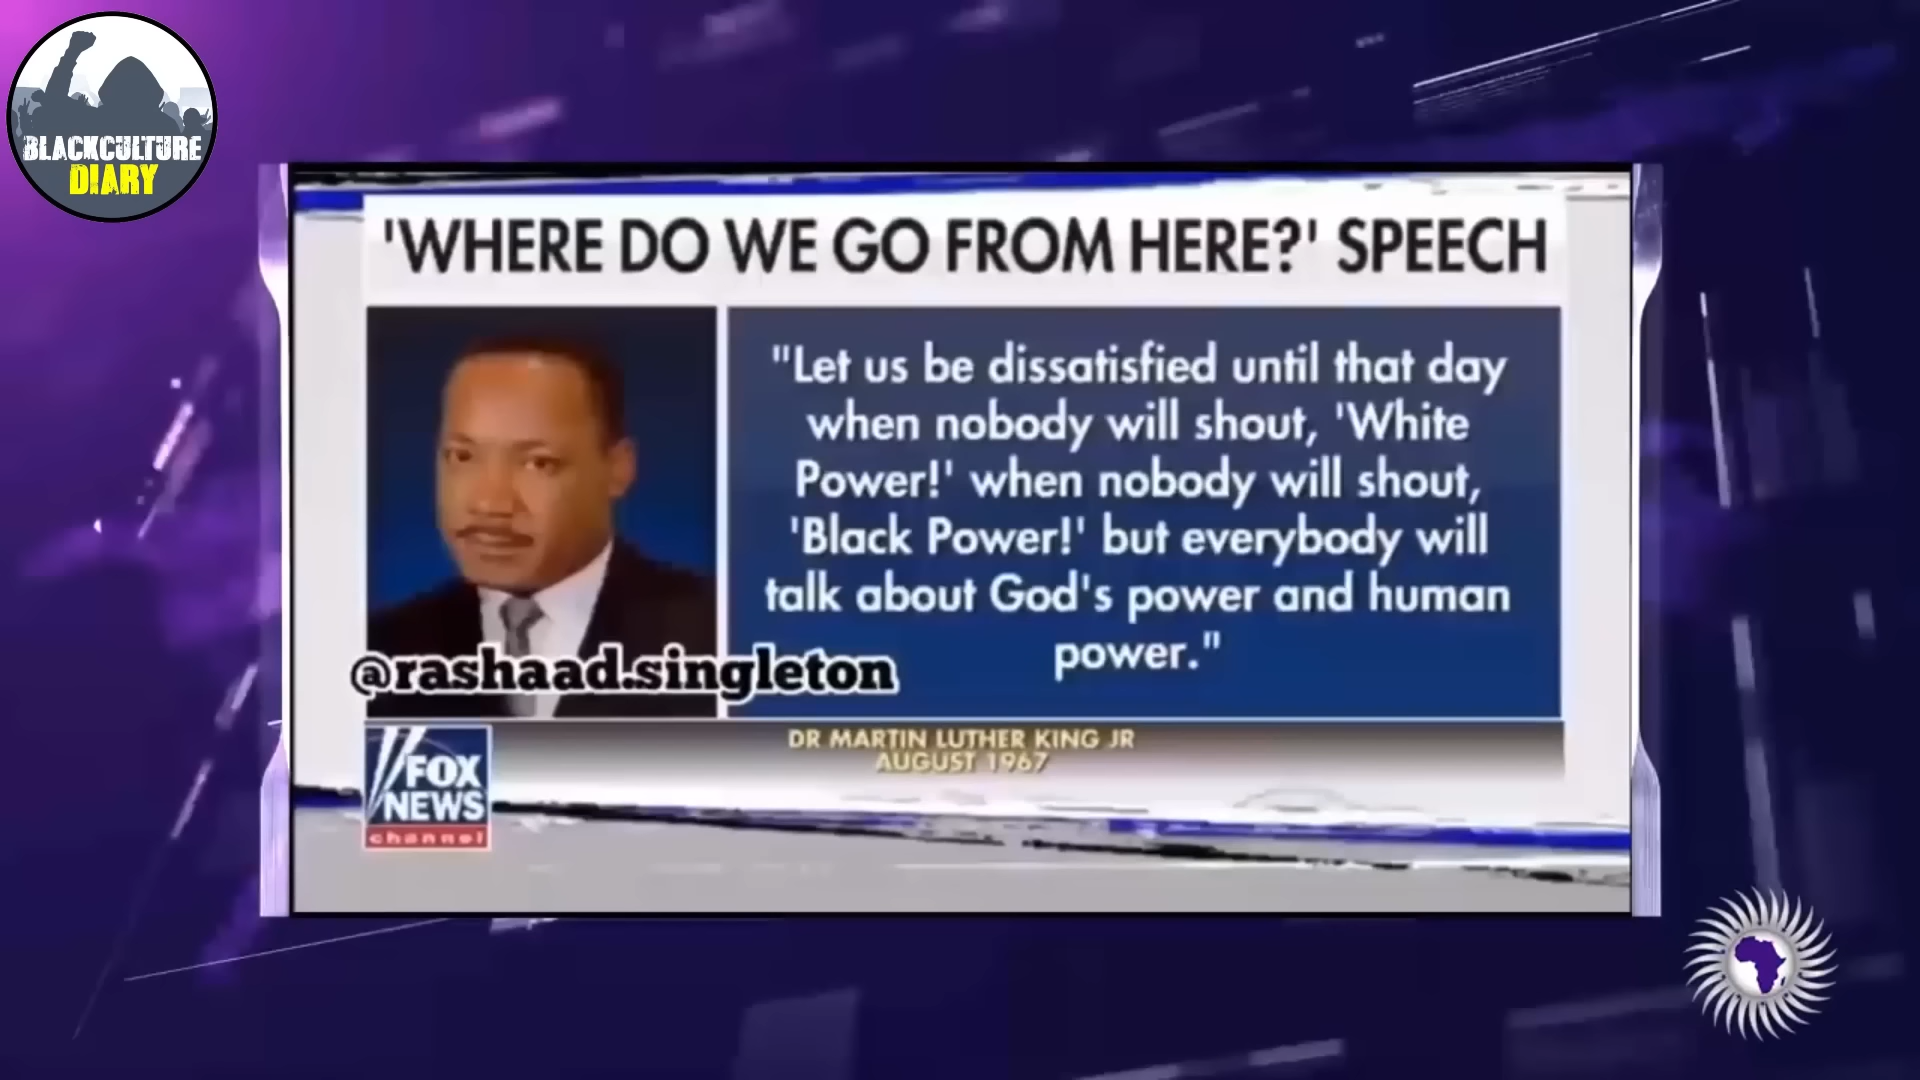 BLACKCULTURE
DIARY
'WHERE DO WE GO FROM HERE?' SPEECH
"Let us be dissatisfied until that day
when nobody will shout, 'White
Power!' when nobody will shout,
'Black Power!' but everybody will
talk about God's power and human
power."
@rashaad.singleton
DR MARTIN LUTHER KING JR
AUGUST 1967
FOX
NEWS
channel